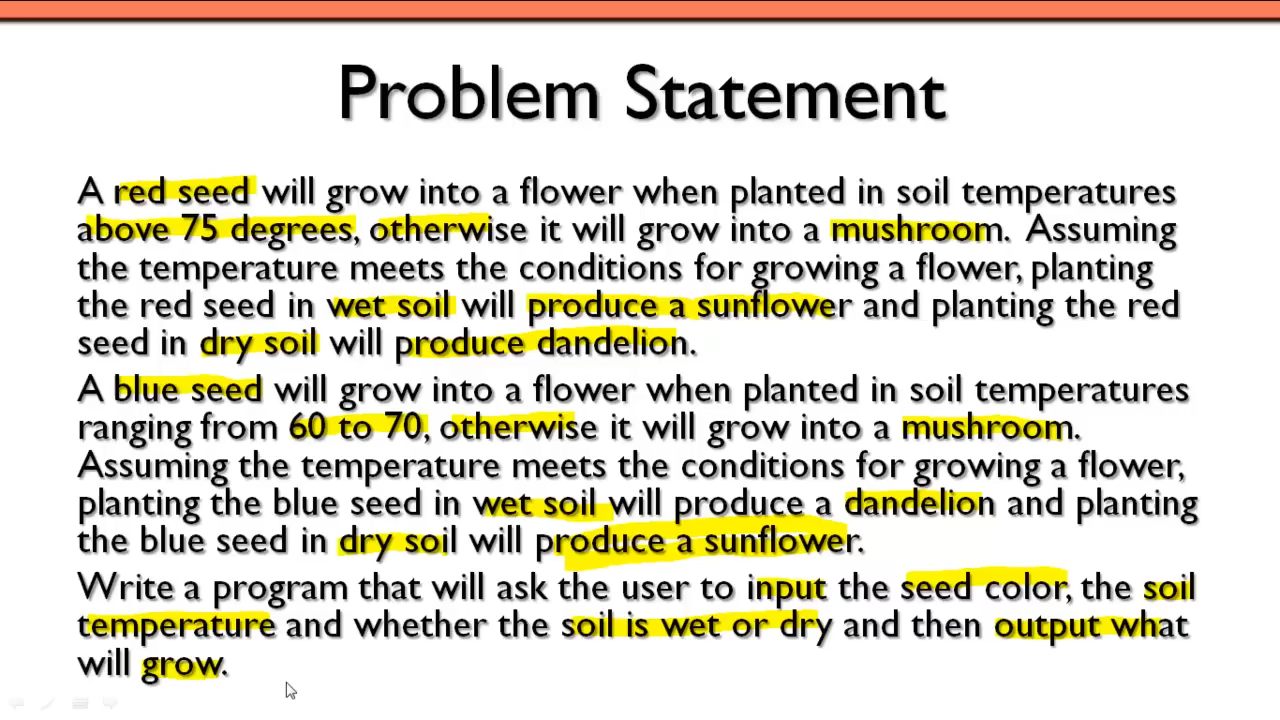 Problem Statement
A red seed will grow into a flower when planted in soil temperatures
above 75 degrees, otherwise it will grow into a mushroom. Assuming
the temperature meets the conditions for growing a flower, planting
the red seed in wet soil will produce a sunflower and planting the red
seed in dry soil will produce dandelion.
A blue seed will grow into a flower when planted in soil temperatures
ranging from 60 to 70, otherwise it will grow into a mushroom.
Assuming the temperature meets the conditions for growing a flower,
planting the blue seed in wet soil will produce a dandelion and planting
the blue seed in dry soil will produce a sunflower.
Write a program that will ask the user to input the seed color, the soil
temperature and whether the soil is wet or dry and then output what
will grow.